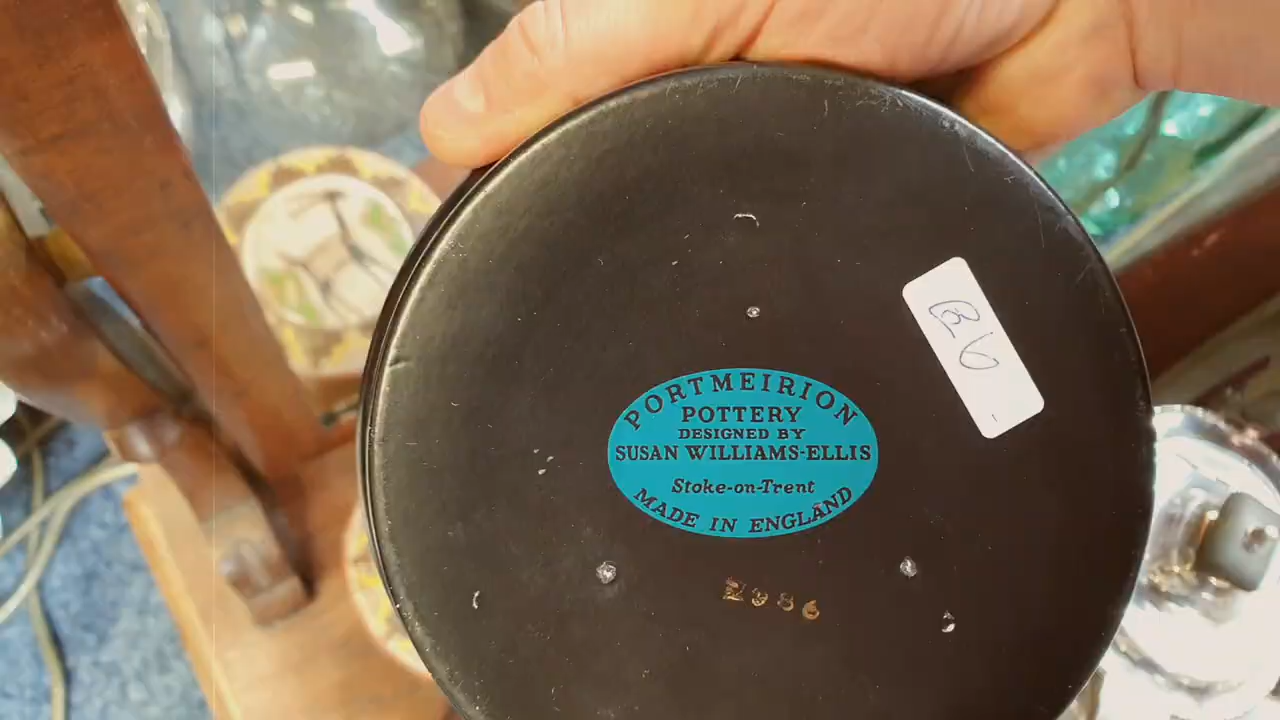 PORTMEIRION
POTTERY
DESIGNED BY
SUSAN WILLIAMS-ELLIS
Stoke-on-Trent
MADE IN ENGLAND
2986